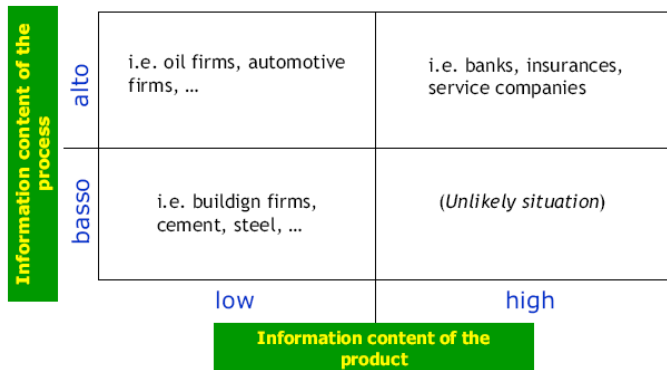 Information content of the
process
alto
i.e. oil firms, automotive
firms, ...
i.e. banks, insurances,
service companies
basso
i.e. buildign firms,
cement, steel, ...
(Unlikely situation)
low
high
Information content of the
product